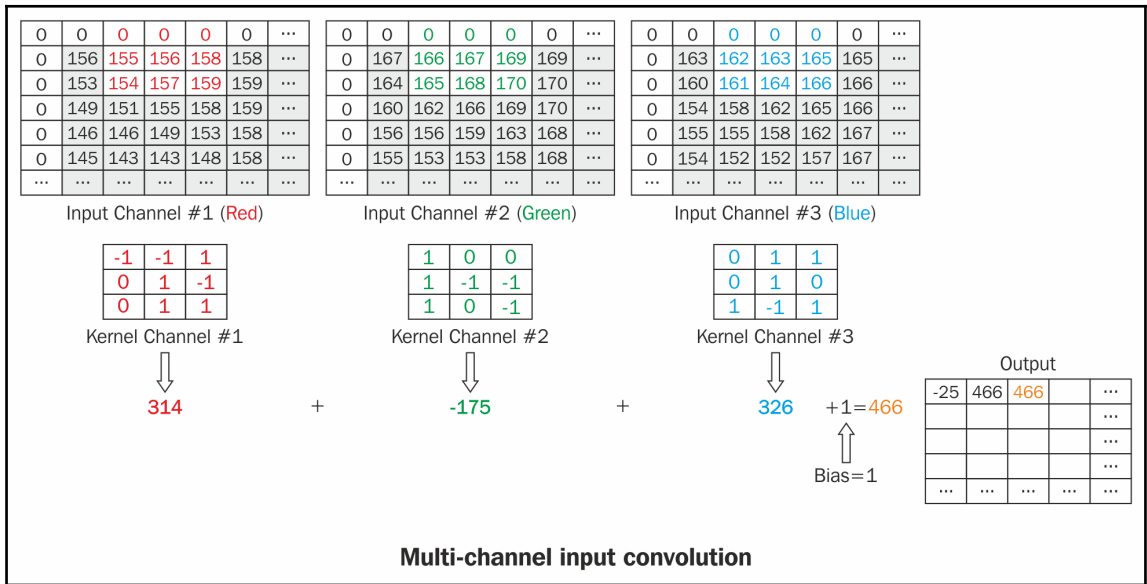 0 0 0 0 0 0 ...
0 156 155 156 158 158 ...
0 153 154 157 159 159 ...
0 149 151 155 158 159 ...
0 146 146 149 153 158 ...
0 145 143 143 148 158 ...
... ... ... ... ... ... ...
Input Channel #1 (Red)
0 0 0 0 0 0 ...
0 167 166 167 169 169 ...
0 164 165 168 170 170 ...
0 160 162 166 169 170 ...
0 156 156 159 163 168 ...
0 155 153 153 158 168 ...
... ... ... ... ... ... ...
Input Channel #2 (Green)
0 0 0 0 0 0 ...
0 163 162 163 165 165 ...
0 160 161 164 166 166 ...
0 154 158 162 165 166 ...
0 155 155 158 162 167 ...
0 154 152 152 157 167 ...
... ... ... ... ... ... ...
Input Channel #3 (Blue)
-1 -1 1
0 1 -1
0 1 1
Kernel Channel #1
1 0 0
1 -1 -1
1 0 -1
Kernel Channel #2
0 1 1
0 1 0
1 -1 1
Kernel Channel #3
314 + -175 + 326 +1=466
Bias=1
Output
-25 466 466 ...
...
...
...
... ... ... ... ...
Multi-channel input convolution